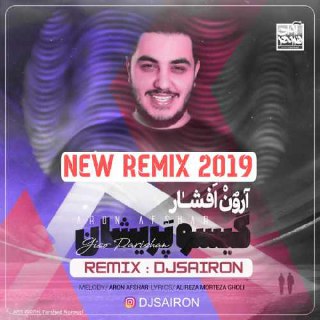 NEW REMIX 2019
آرون افشار
ARON AFSHAR
گیسو پریشان
Giso Parishan
REMIX : DJSAIRON
MELODY/ ARON AFSHAR LYRICS/ ALIREZA MORTEZA GHOLI
DJSAIRON